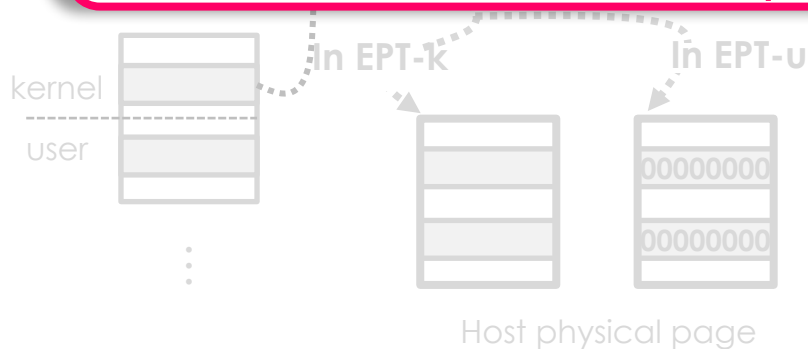 In EPT-k
In EPT-u
kernel
user
00000000
00000000
Host physical page